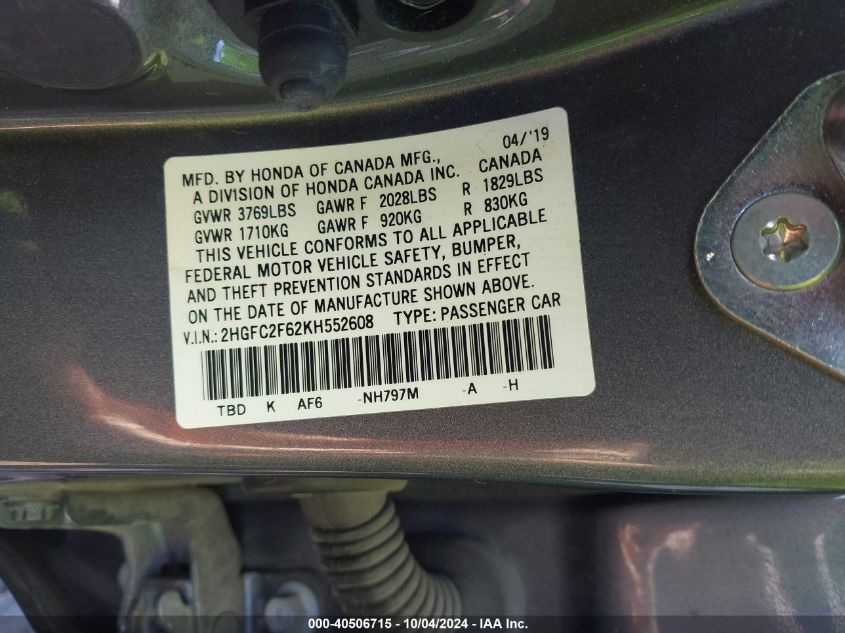 04/'19
MFD. BY HONDA OF CANADA MFG.,
A DIVISION OF HONDA CANADA INC. CANADA
GVWR 3769LBS GAWR F 2028LBS R 1829LBS
GVWR 1710KG GAWR F 920KG R 830KG
THIS VEHICLE CONFORMS TO ALL APPLICABLE
FEDERAL MOTOR VEHICLE SAFETY, BUMPER,
AND THEFT PREVENTION STANDARDS IN EFFECT
ON THE DATE OF MANUFACTURE SHOWN ABOVE.
V.I.N.: 2HGFC2F62KH552608 TYPE: PASSENGER CAR
TBD K AF6 -NH797M -A -H
000-40506715 - 10/04/2024 - IAA Inc.